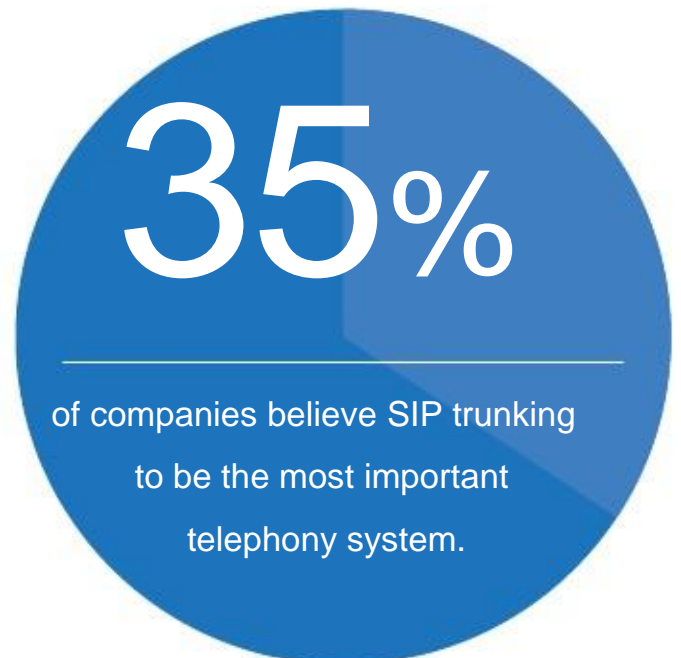 35%
of companies believe SIP trunking
to be the most important
telephony system.